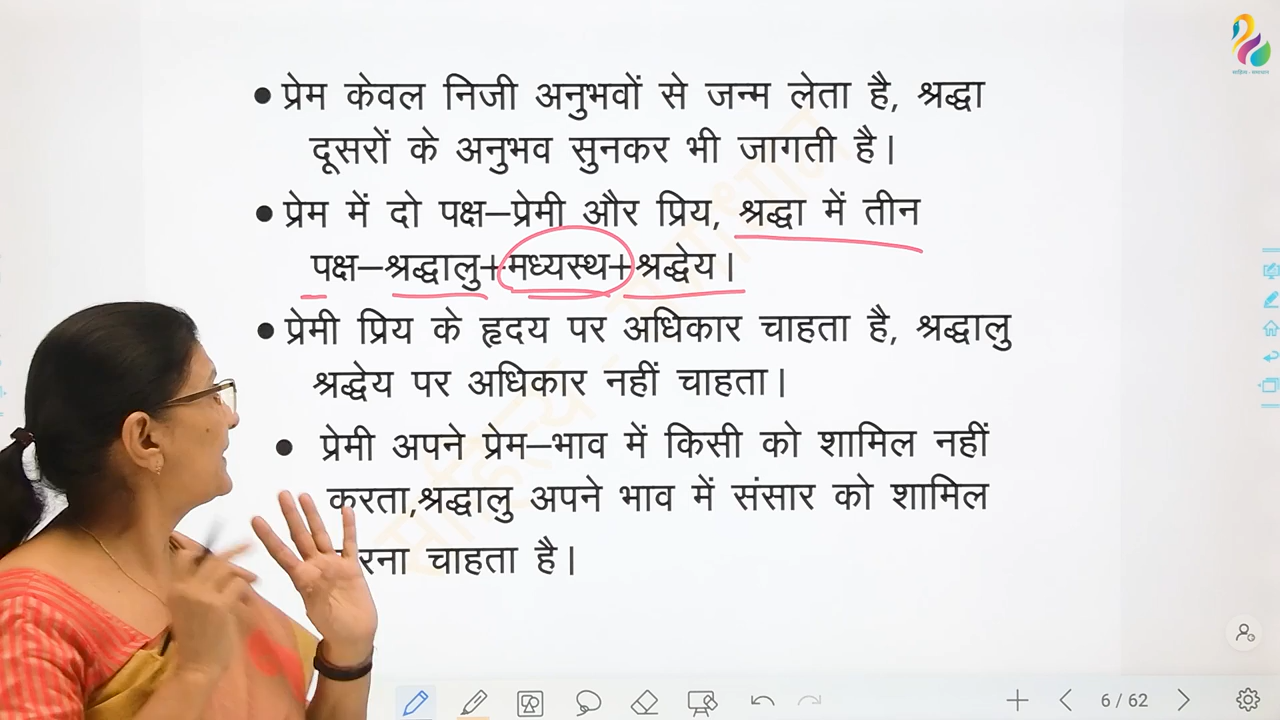 • प्रेम केवल निजी अनुभवों से जन्म लेता है, श्रद्धा
दूसरों के अनुभव सुनकर भी जागती है।
• प्रेम में दो पक्ष–प्रेमी और प्रिय, श्रद्धा में तीन
पक्ष–श्रद्धालु+मध्यस्थ+श्रद्धेय।
• प्रेमी प्रिय के हृदय पर अधिकार चाहता है, श्रद्धालु
श्रद्धेय पर अधिकार नहीं चाहता।
• प्रेमी अपने प्रेम–भाव में किसी को शामिल नहीं
करता,श्रद्धालु अपने भाव में संसार को शामिल
चाहता है।
6 / 62